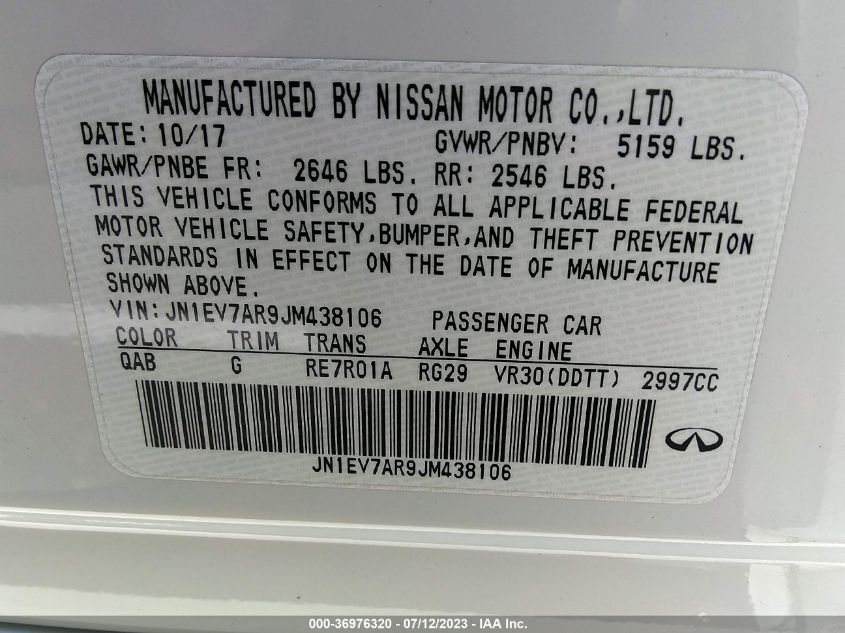 MANUFACTURED BY NISSAN MOTOR CO.,LTD.
DATE: 10/17 GVWR/PNBV: 5159 LBS.
GAWR/PNBE FR: 2646 LBS. RR: 2546 LBS.
THIS VEHICLE CONFORMS TO ALL APPLICABLE FEDERAL
MOTOR VEHICLE SAFETY,BUMPER,AND THEFT PREVENTION
STANDARDS IN EFFECT ON THE DATE OF MANUFACTURE
SHOWN ABOVE.
VIN:JN1EV7AR9JM438106 PASSENGER CAR
COLOR TRIM TRANS AXLE ENGINE
QAB G RE7R01A RG29 VR30(DDTT) 2997CC
JN1EV7AR9JM438106
000-36976320 / 07/12/2023 - © IAA Inc.